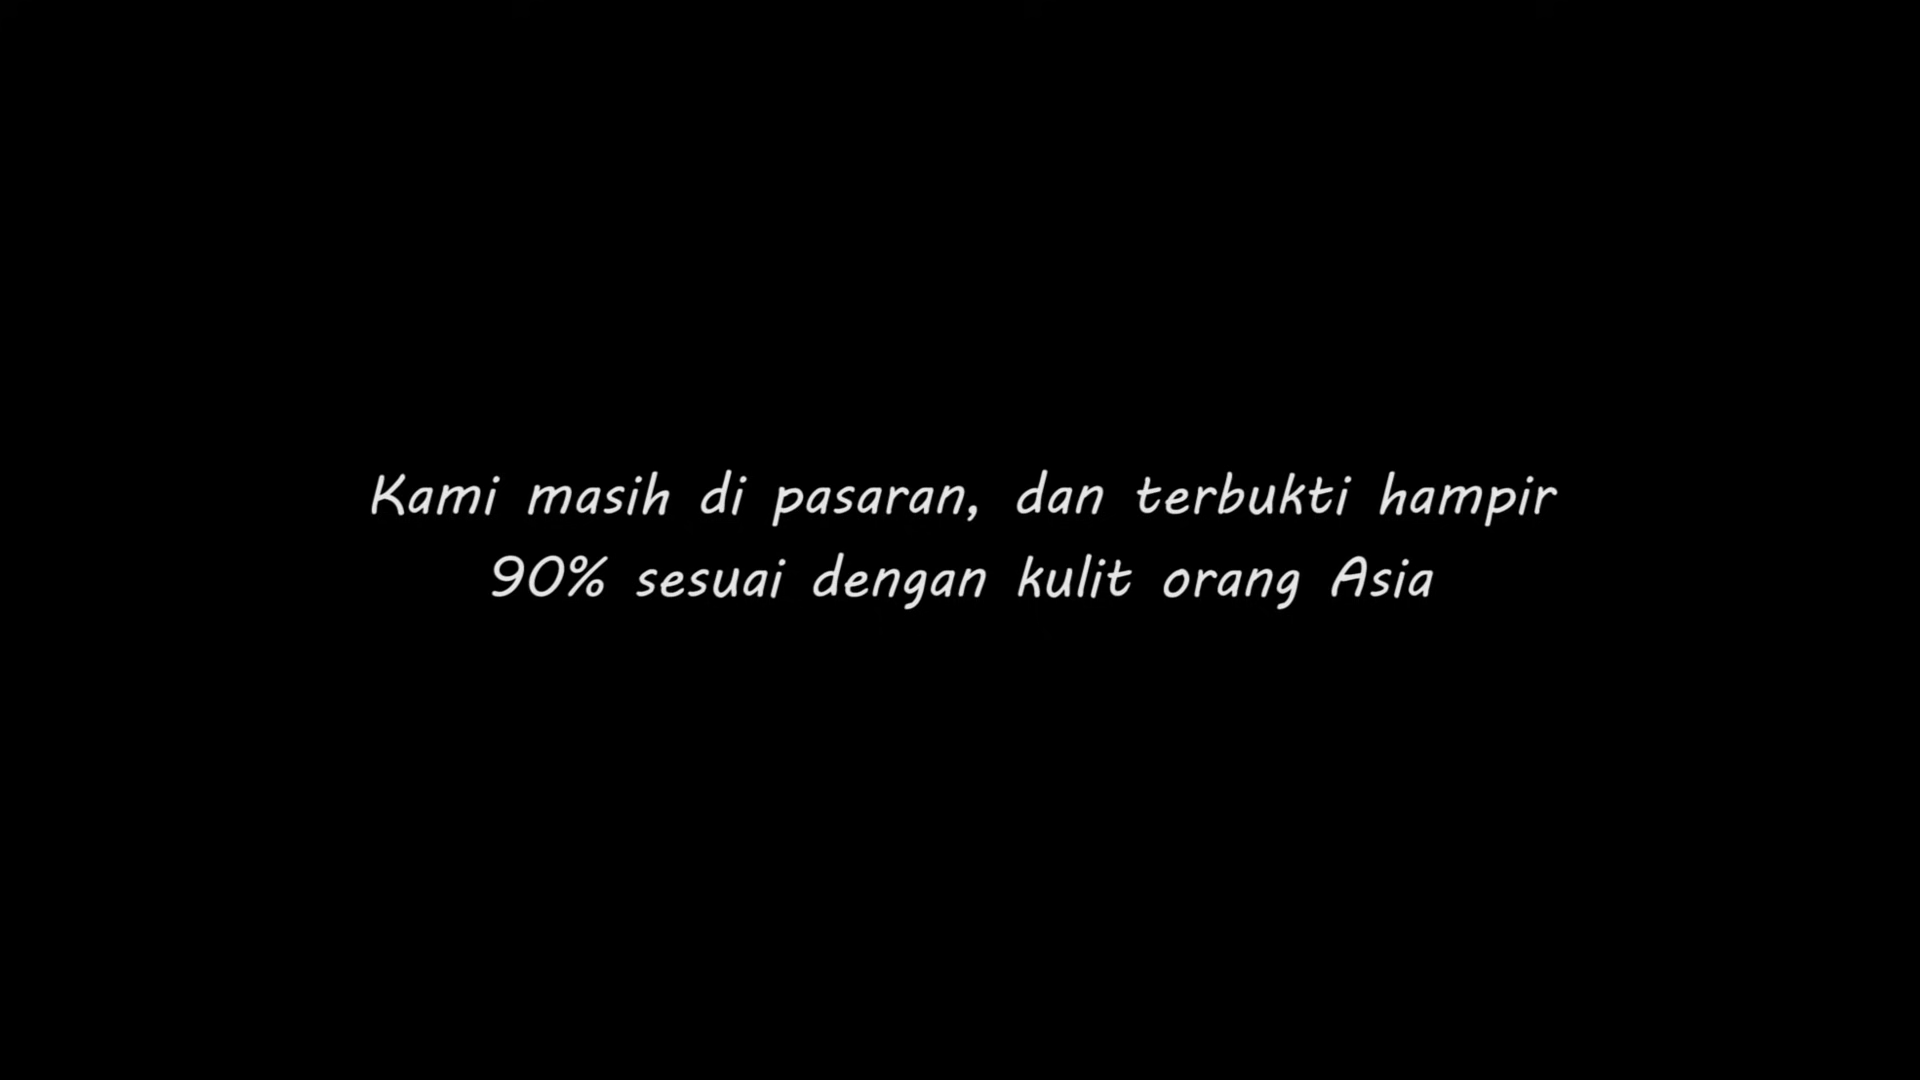 Kami masih di pasaran, dan terbukti hampir
90% sesuai dengan kulit orang Asia